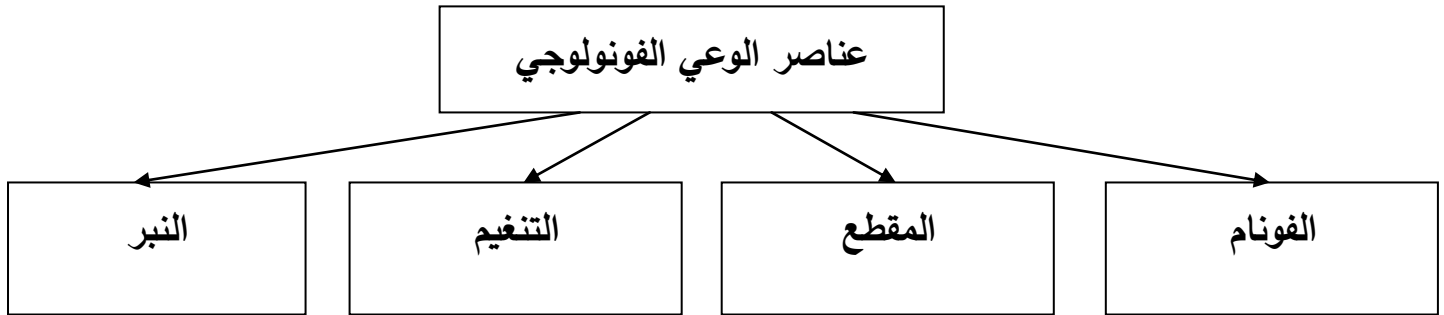 عناصر الوعي الفونولوجي
الفونام
المقطع
التنغيم
النبر